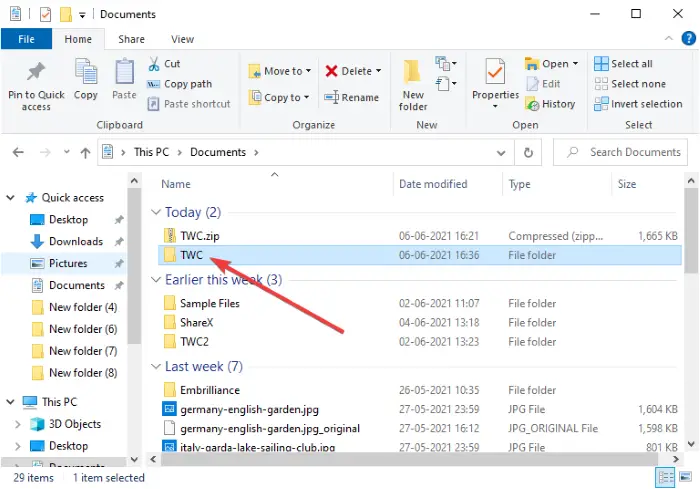 Documents
File Home Share View
Pin to Quick access
Copy
Paste
Cut
Copy path
Paste shortcut
Clipboard
Move to
Copy to
Delete
Rename
Organize
New folder
New
Properties
Open
Edit
History
Open
Select all
Select none
Invert selection
Select
This PC > Documents >
Search Documents
Name Date modified Type Size
Quick access
Desktop
Downloads
Pictures
Documents
New folder (4)
New folder (6)
New folder (7)
New folder (8)
This PC
3D Objects
Desktop
Documents
Today (2)
TWC.zip 06-06-2021 16:21 Compressed (zipp... 1,665 KB
TWC 06-06-2021 16:36 File folder
Earlier this week (3)
Sample Files 02-06-2021 11:07 File folder
ShareX 04-06-2021 13:18 File folder
TWC2 02-06-2021 13:23 File folder
Last week (7)
Embrilliance 26-05-2021 10:35 File folder
germany-english-garden.jpg 27-05-2021 23:59 JPG File 1,604 KB
germany-english-garden.jpg_original 27-05-2021 16:12 JPG_ORIGINAL File 1,598 KB
italy-garda-lake-sailing-club.jpg 27-05-2021 23:59 JPG File 801 KB
29 items 1 item selected